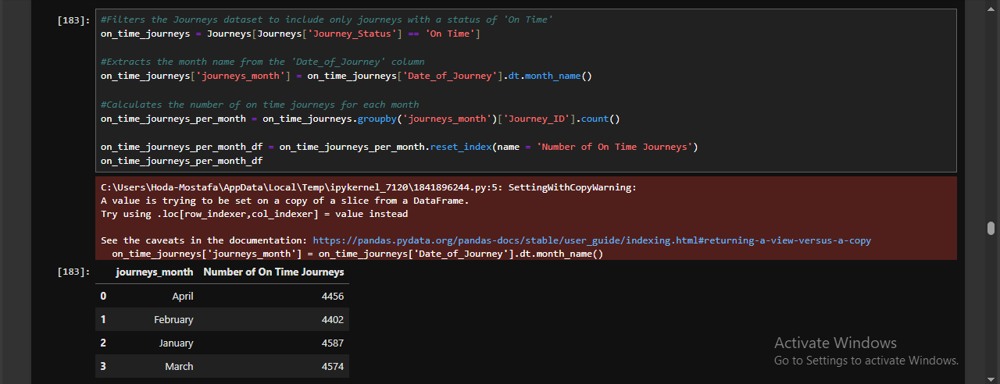 [183]:
#Filters the Journeys dataset to include only journeys with a status of 'On Time'
on_time_journeys = Journeys[Journeys['Journey_Status'] == 'On Time']
#Extracts the month name from the 'Date_of_Journey' column
on_time_journeys['journeys_month'] = on_time_journeys['Date_of_Journey'].dt.month_name()
#Calculates the number of on time journeys for each month
on_time_journeys_per_month = on_time_journeys.groupby('journeys_month')['Journey_ID'].count()
on_time_journeys_per_month_df = on_time_journeys_per_month.reset_index(name = 'Number of On Time Journeys')
on_time_journeys_per_month_df
C:\Users\Hoda-Mostafa\AppData\Local\Temp\ipykernel_7120\1841896244.py:5: SettingWithCopyWarning:
A value is trying to be set on a copy of a slice from a DataFrame.
Try using .loc[row_indexer,col_indexer] = value instead
See the caveats in the documentation: https://pandas.pydata.org/pandas-docs/stable/user_guide/indexing.html#returning-a-view-versus-a-copy
on_time_journeys['journeys_month'] = on_time_journeys['Date_of_Journey'].dt.month_name()
[183]:
journeys_month Number of On Time Journeys
0 April 4456
1 February 4402
2 January 4587
3 March 4574
Activate Windows
Go to Settings to activate Windows.